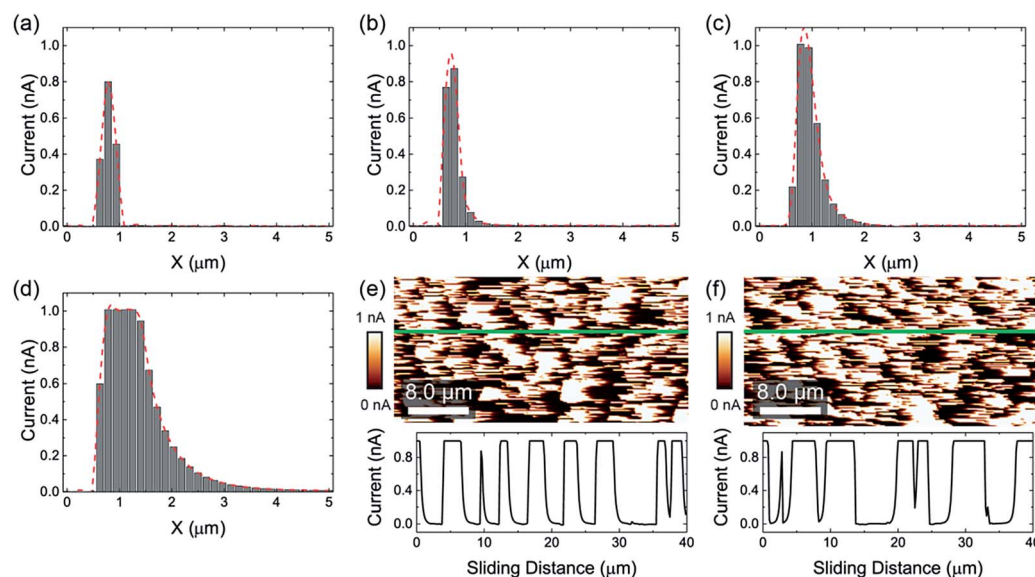 (a)
Current (nA)
1.0
0.8
0.6
0.4
0.2
0.0
0 1 2 3 4 5
X (μm)
(b)
Current (nA)
1.0
0.8
0.6
0.4
0.2
0.0
0 1 2 3 4 5
X (μm)
(c)
Current (nA)
1.0
0.8
0.6
0.4
0.2
0.0
0 1 2 3 4 5
X (μm)
(d)
Current (nA)
1.0
0.8
0.6
0.4
0.2
0.0
0 1 2 3 4 5
X (μm)
(e)
1 nA
0 nA
8.0 μm
Current (nA)
0.8
0.4
0.0
0 10 20 30 40
Sliding Distance (μm)
(f)
1 nA
0 nA
8.0 μm
Current (nA)
0.8
0.4
0.0
0 10 20 30 40
Sliding Distance (μm)